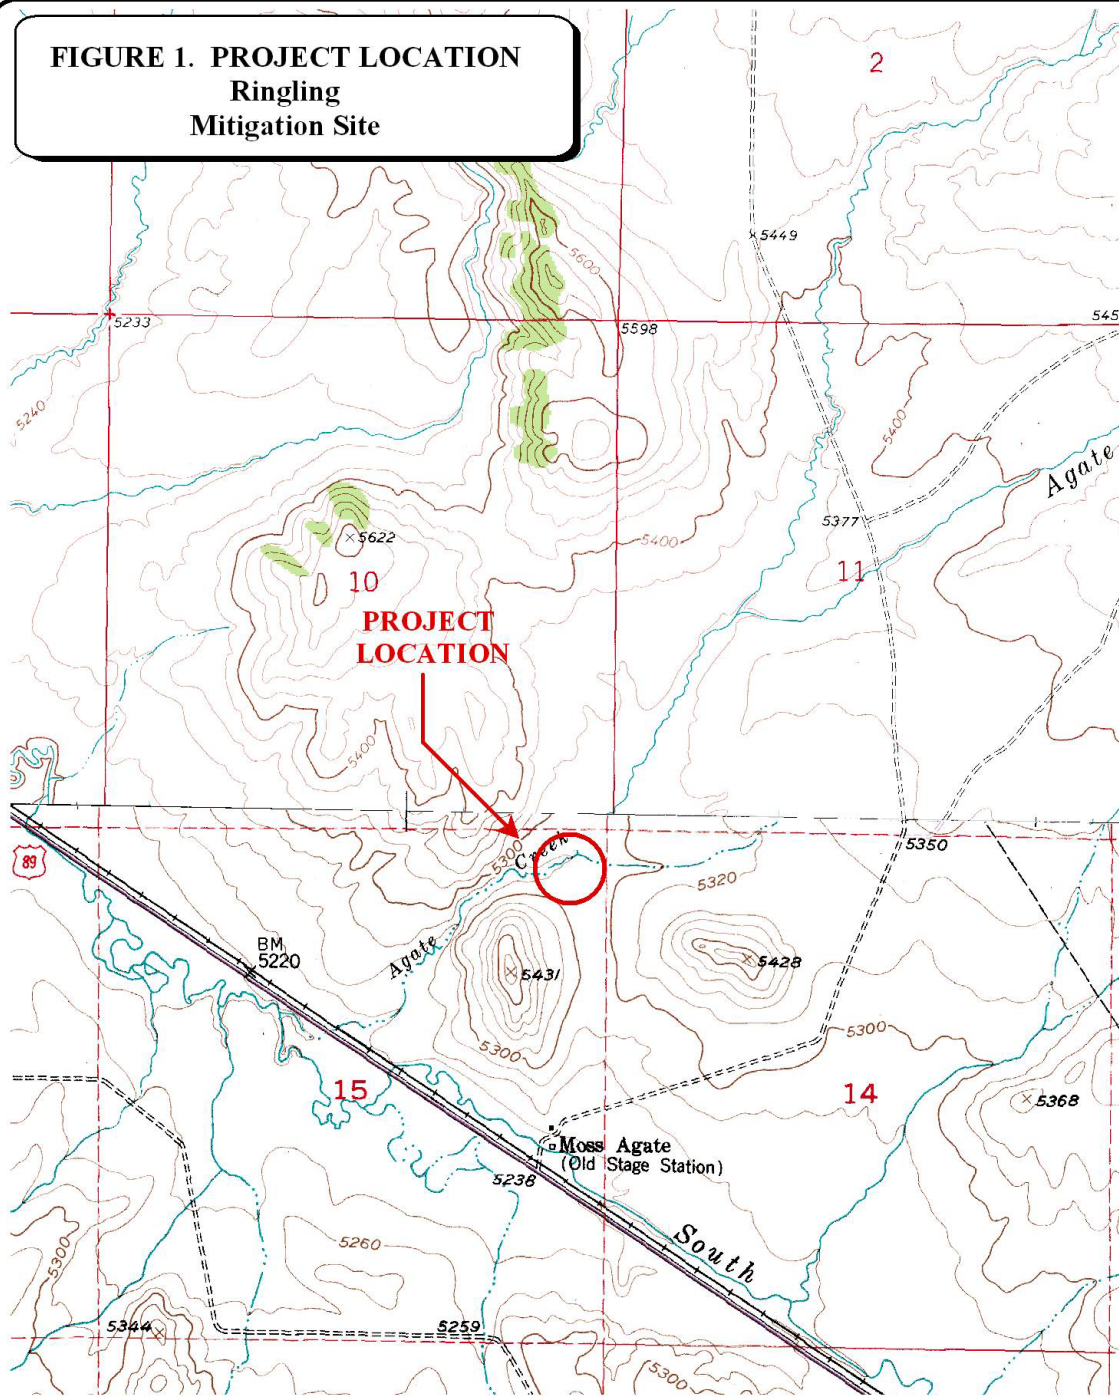 FIGURE 1. PROJECT LOCATION
Ringling
Mitigation Site
2
5449
5600
5233
5598
545
5240
5400
Agate
5377
5622
5400
10
11
PROJECT
LOCATION
5400
5350
89
5300
Creek
5320
Agate
BM
5220
5431
5428
5300
5300
15
14
5368
Moss Agate
(Old Stage Station)
5238
South
5260
5300
5344
5259
5300